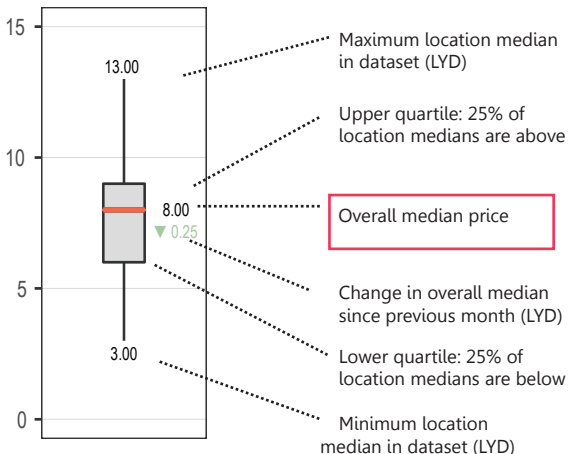 15
10
5
0
13.00
8.00
▼ 0.25
3.00
Maximum location median
in dataset (LYD)
Upper quartile: 25% of
location medians are above
Overall median price
Change in overall median
since previous month (LYD)
Lower quartile: 25% of
location medians are below
Minimum location
median in dataset (LYD)